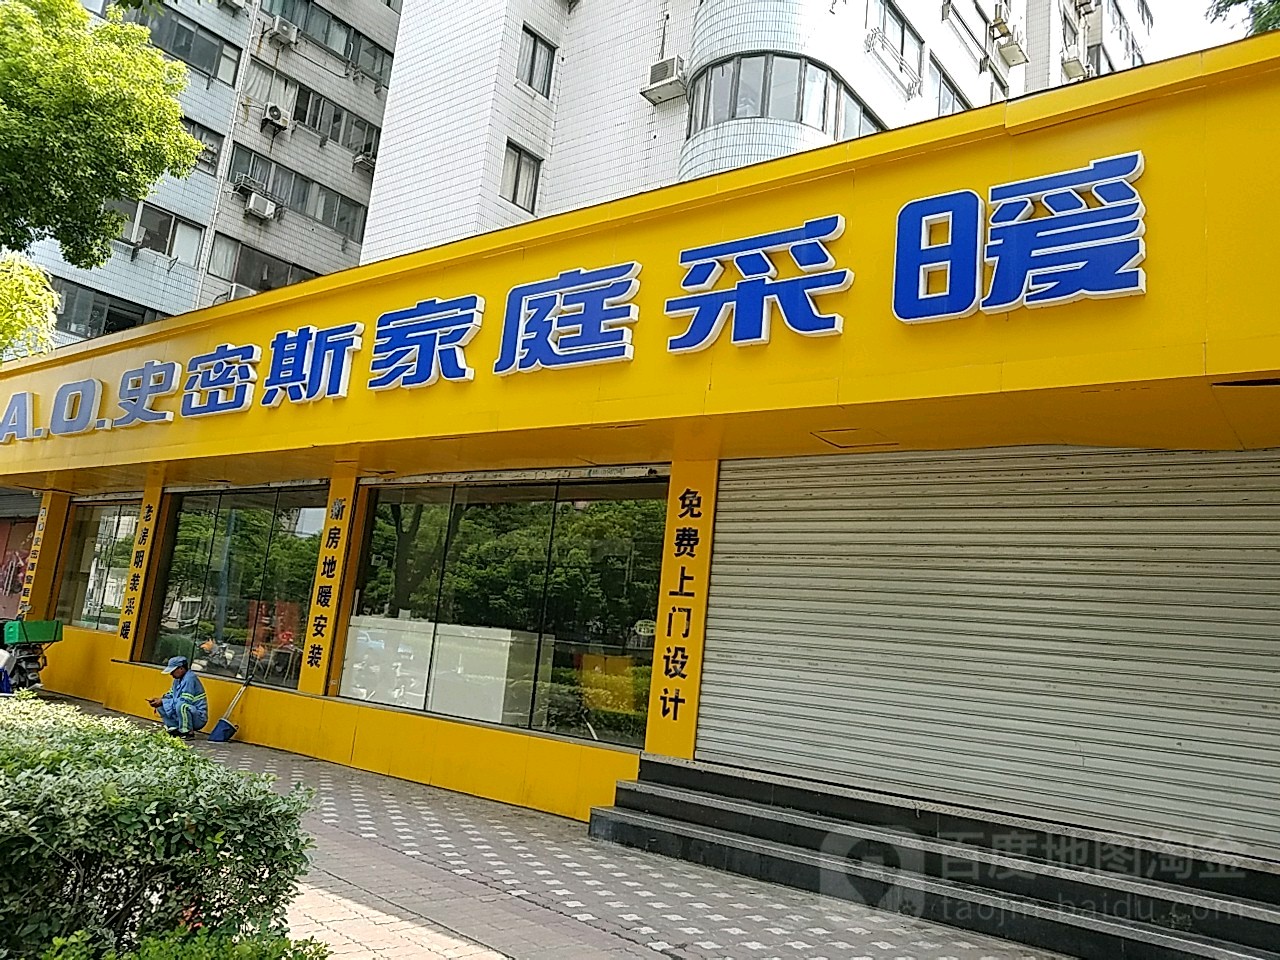 A.O.史密斯家庭采暖
老房明装采暖
新房地暖安装
免费上门设计
百度地图淘金
taojin.baidu.com